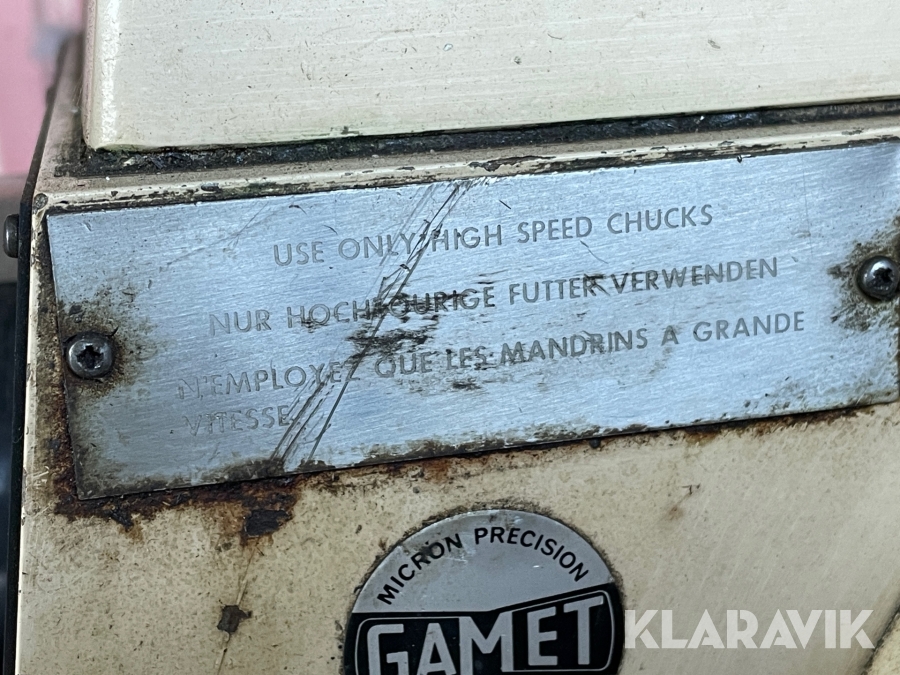 USE ONLY HIGH SPEED CHUCKS
NUR HOCHTOURIGE FUTTER VERWENDEN
N'EMPLOYEZ QUE LES MANDRINS A GRANDE
VITESSE
MICRON PRECISION
GAMET
KLARAVIK